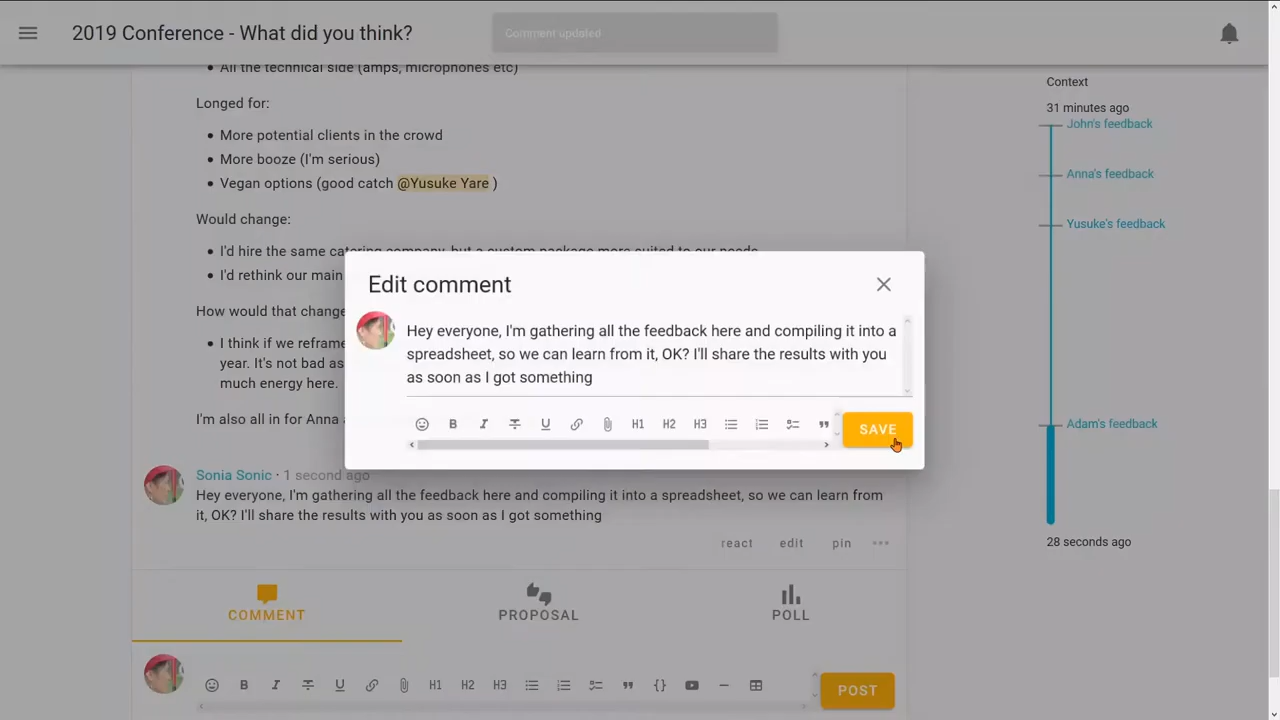 2019 Conference - What did you think?
Comment updated
All the technical side (amps, microphones etc)
Longed for:
More potential clients in the crowd
More booze (I'm serious)
Vegan options (good catch @Yusuke Yare )
Would change:
I'd hire the same catering company, but a custom package more suited to our needs
I'd rethink our main
How would that change
I think if we reframe
year. It's not bad as
much energy here.
I'm also all in for Anna
Edit comment
Hey everyone, I'm gathering all the feedback here and compiling it into a
spreadsheet, so we can learn from it, OK? I'll share the results with you
as soon as I got something
H1 H2 H3
SAVE
Sonia Sonic · 1 second ago
Hey everyone, I'm gathering all the feedback here and compiling it into a spreadsheet, so we can learn from
it, OK? I'll share the results with you as soon as I got something
react edit pin
COMMENT PROPOSAL POLL
B I U H1 H2 H3 {}
POST
Context
31 minutes ago
John's feedback
Anna's feedback
Yusuke's feedback
Adam's feedback
28 seconds ago